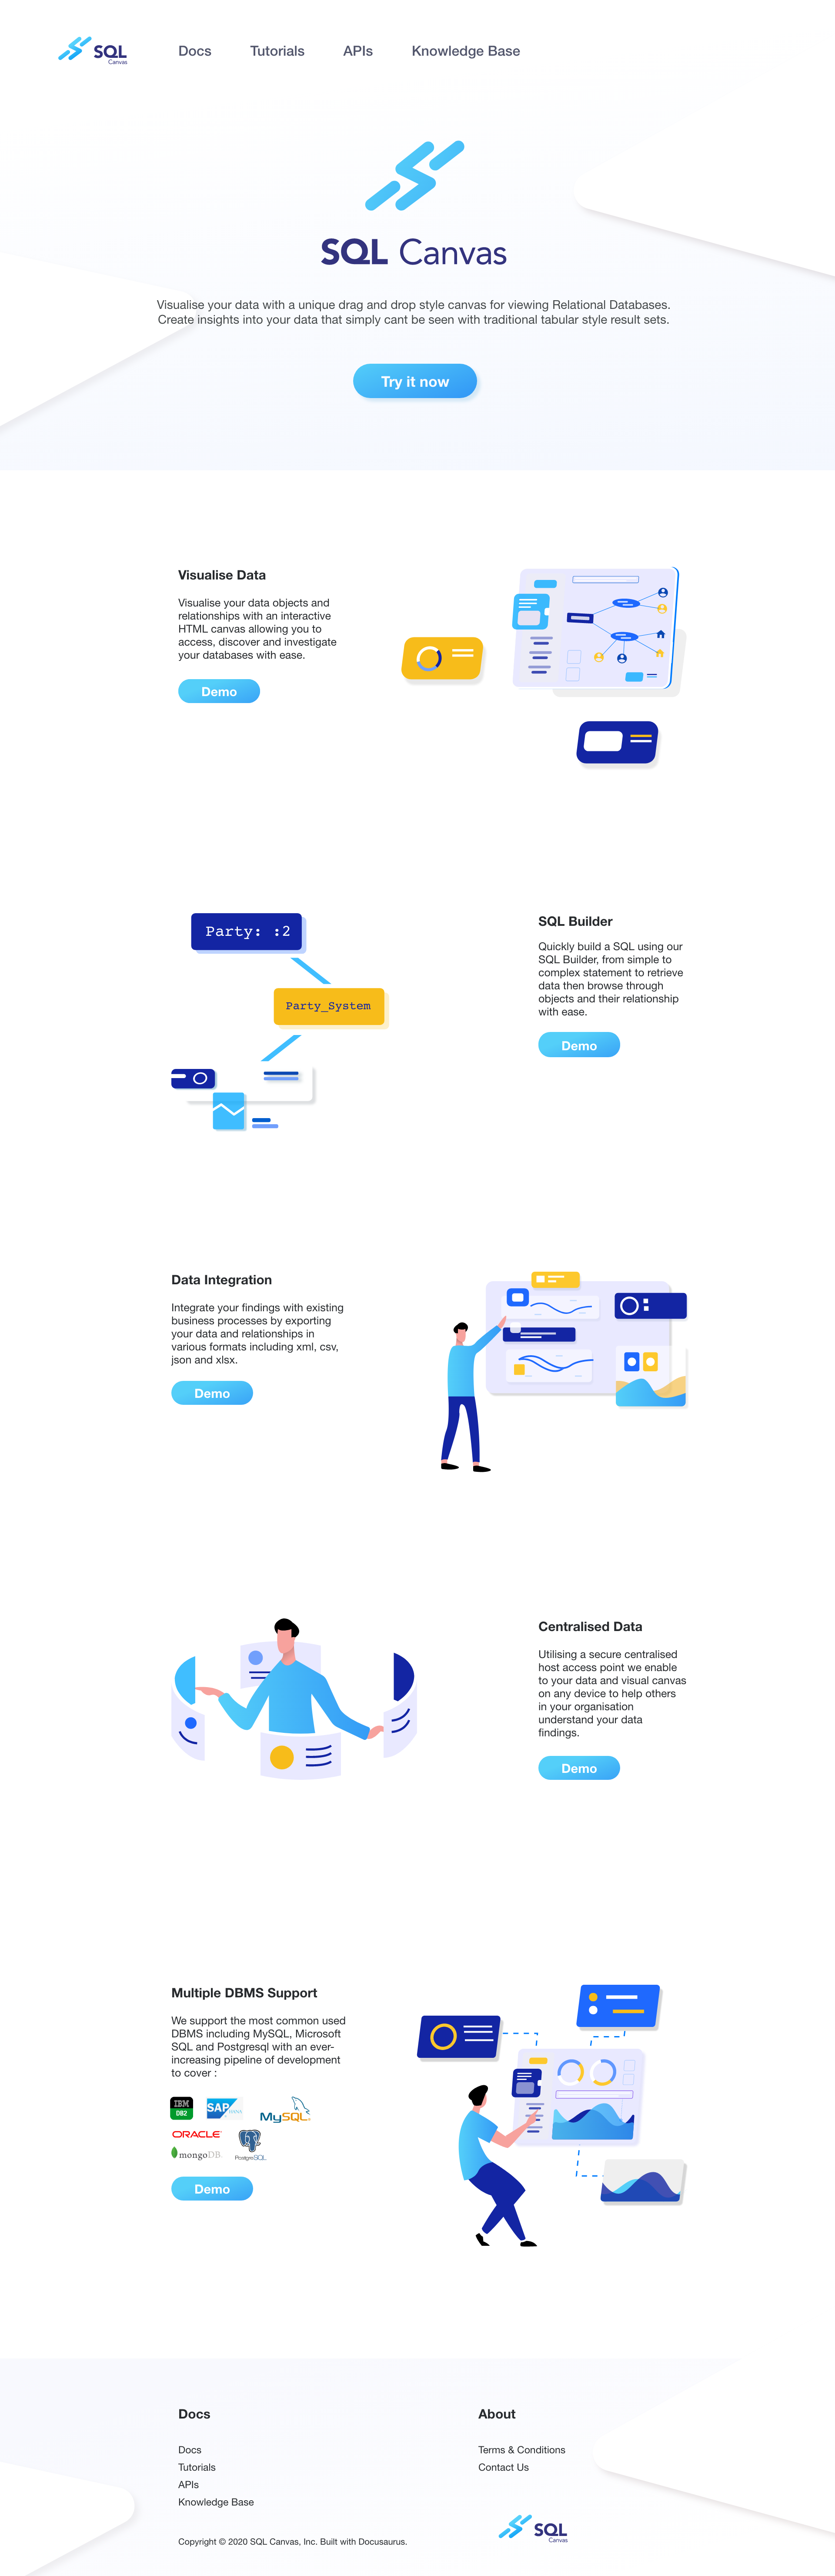 SQL
Canvas
Docs Tutorials APIs Knowledge Base
SQL Canvas
Visualise your data with a unique drag and drop style canvas for viewing Relational Databases.
Create insights into your data that simply cant be seen with traditional tabular style result sets.
Try it now
Visualise Data
Visualise your data objects and
relationships with an interactive
HTML canvas allowing you to
access, discover and investigate
your databases with ease.
Demo
Party: :2
Party_System
SQL Builder
Quickly build a SQL using our
SQL Builder, from simple to
complex statement to retrieve
data then browse through
objects and their relationship
with ease.
Demo
Data Integration
Integrate your findings with existing
business processes by exporting
your data and relationships in
various formats including xml, csv,
json and xlsx.
Demo
Centralised Data
Utilising a secure centralised
host access point we enable
to your data and visual canvas
on any device to help others
in your organisation
understand your data
findings.
Demo
Multiple DBMS Support
We support the most common used
DBMS including MySQL, Microsoft
SQL and Postgresql with an ever-
increasing pipeline of development
to cover :
IBM
DB2
SAP HANA
MySQL
ORACLE
mongoDB
PostgreSQL
Demo
Docs
Docs
Tutorials
APIs
Knowledge Base
About
Terms & Conditions
Contact Us
SQL
Canvas
Copyright © 2020 SQL Canvas, Inc. Built with Docusaurus.